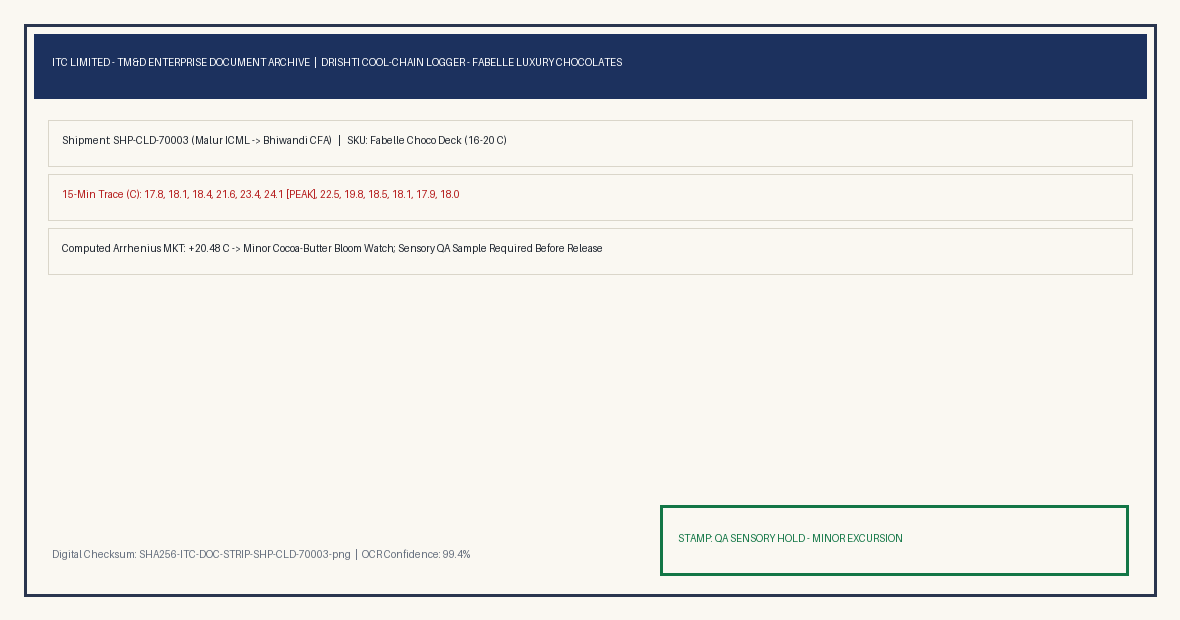 ITC LIMITED - TM&D ENTERPRISE DOCUMENT ARCHIVE | DRISHTI COOL-CHAIN LOGGER - FABELLE LUXURY CHOCOLATES
Shipment: SHP-CLD-70003 (Malur ICML -> Bhiwandi CFA) | SKU: Fabelle Choco Deck (16-20 C)
15-Min Trace (C): 17.8, 18.1, 18.4, 21.6, 23.4, 24.1 [PEAK], 22.5, 19.8, 18.5, 18.1, 17.9, 18.0
Computed Arrhenius MKT: +20.48 C -> Minor Cocoa-Butter Bloom Watch; Sensory QA Sample Required Before Release
STAMP: QA SENSORY HOLD - MINOR EXCURSION
Digital Checksum: SHA256-ITC-DOC-STRIP-SHP-CLD-70003-png | OCR Confidence: 99.4%